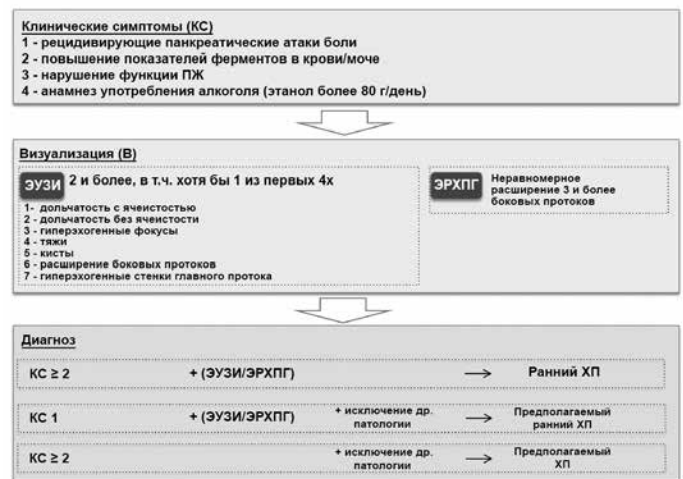 Клинические симптомы (КС)
1 - рецидивирующие панкреатические атаки боли
2 - повышение показателей ферментов в крови/моче
3 - нарушение функции ПЖ
4 - анамнез употребления алкоголя (этанол более 80 г/день)
Визуализация (В)
ЭУЗИ 2 и более, в т.ч. хотя бы 1 из первых 4х
1- дольчатость с ячеистостью
2 - дольчатость без ячеистости
3 - гиперэхогенные фокусы
4 - тяжи
5 - кисты
6 - расширение боковых протоков
7 - гиперэхогенные стенки главного протока
ЭРХПГ
Неравномерное
расширение 3 и более
боковых протоков
Диагноз
КС ≥ 2 + (ЭУЗИ/ЭРХПГ) → Ранний ХП
КС 1 + (ЭУЗИ/ЭРХПГ) + исключение др. патологии → Предполагаемый ранний ХП
КС ≥ 2 + исключение др. патологии → Предполагаемый ХП